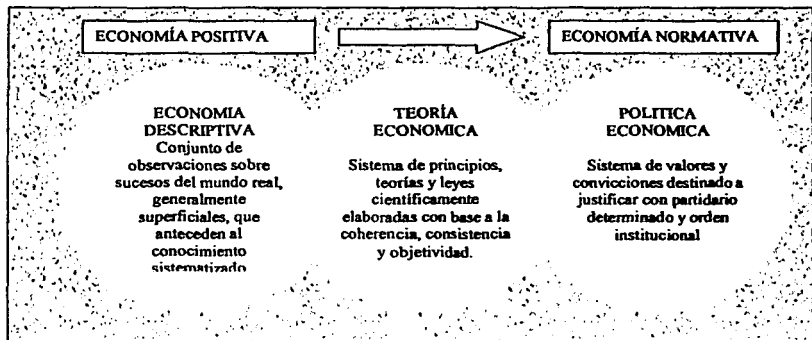 ECONOMÍA POSITIVA
ECONOMÍA NORMATIVA
ECONOMIA
DESCRIPTIVA
Conjunto de
observaciones sobre
sucesos del mundo real,
generalmente
superficiales, que
anteceden al
conocimiento
sistematizado
TEORÍA
ECONOMICA
Sistema de principios,
teorías y leyes
científicamente
elaboradas con base a la
coherencia, consistencia
y objetividad.
POLITICA
ECONOMICA
Sistema de valores y
convicciones destinado a
justificar con partidario
determinado y orden
institucional